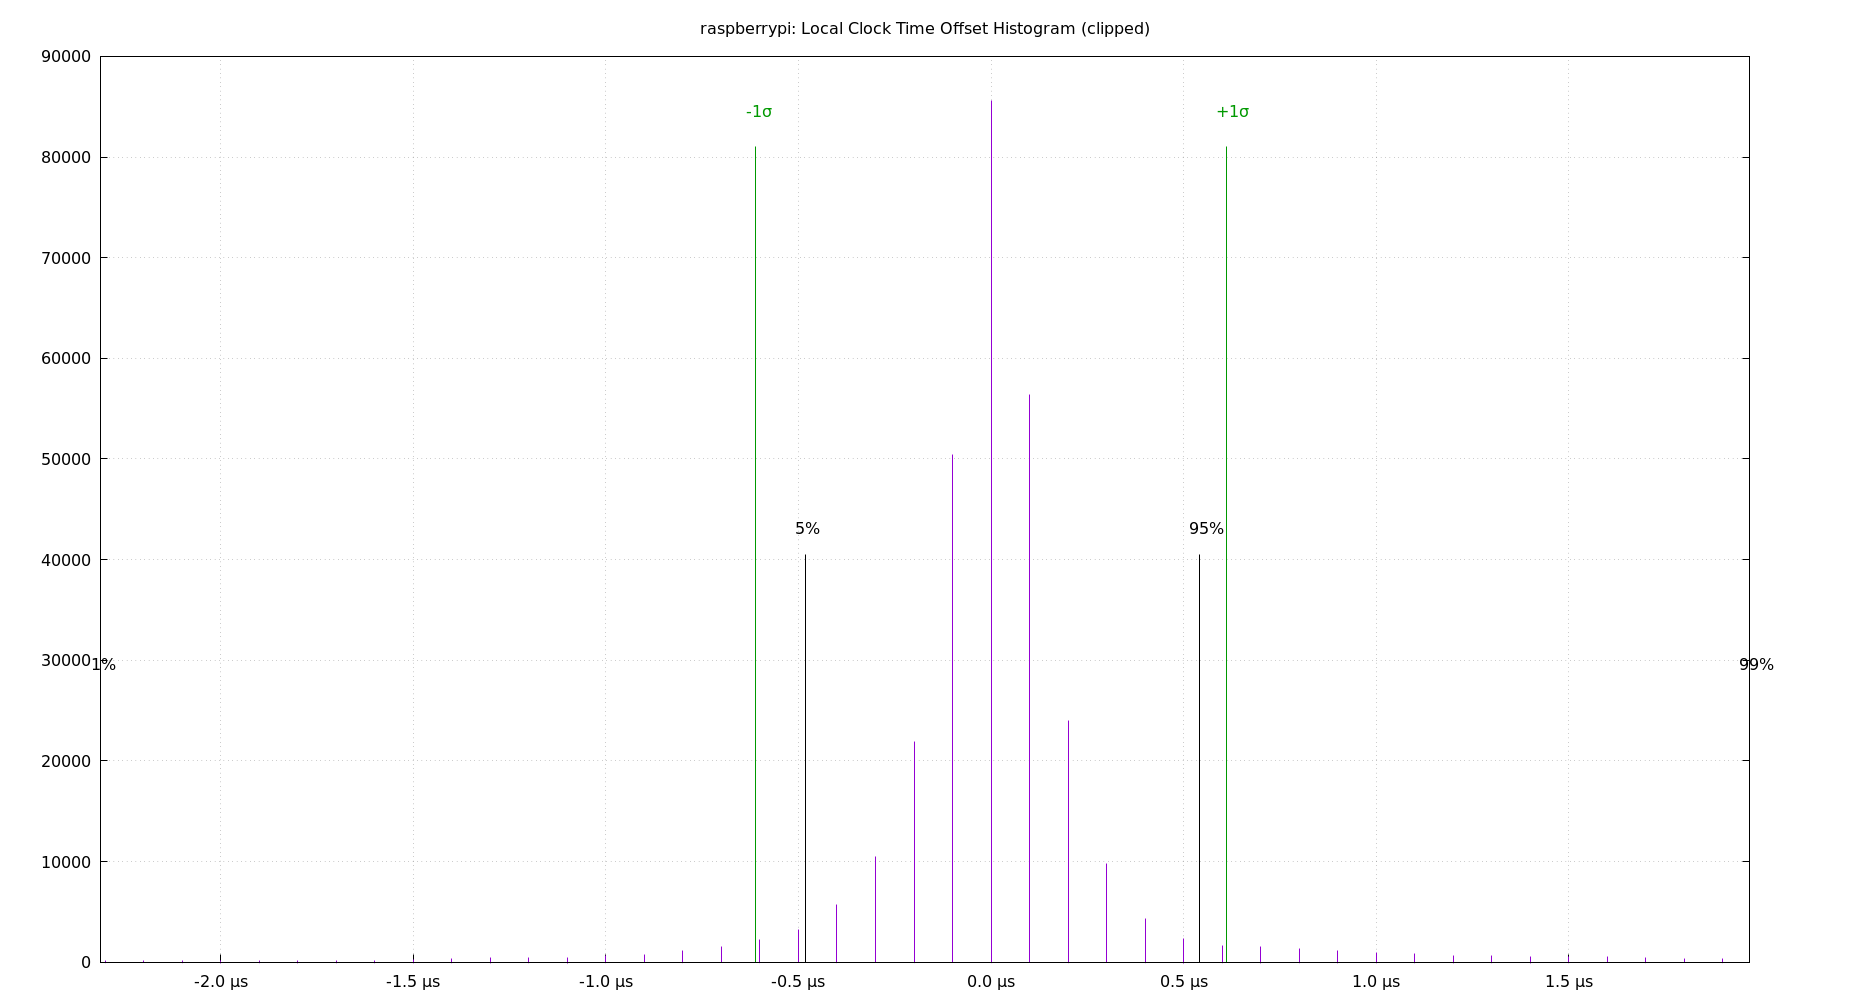 raspberrypi: Local Clock Time Offset Histogram (clipped)
90000
-1σ
+1σ
80000
70000
60000
50000
5%
95%
40000
30000
1%
99%
20000
10000
0
-2.0 µs
-1.5 µs
-1.0 µs
-0.5 µs
0.0 µs
0.5 µs
1.0 µs
1.5 µs